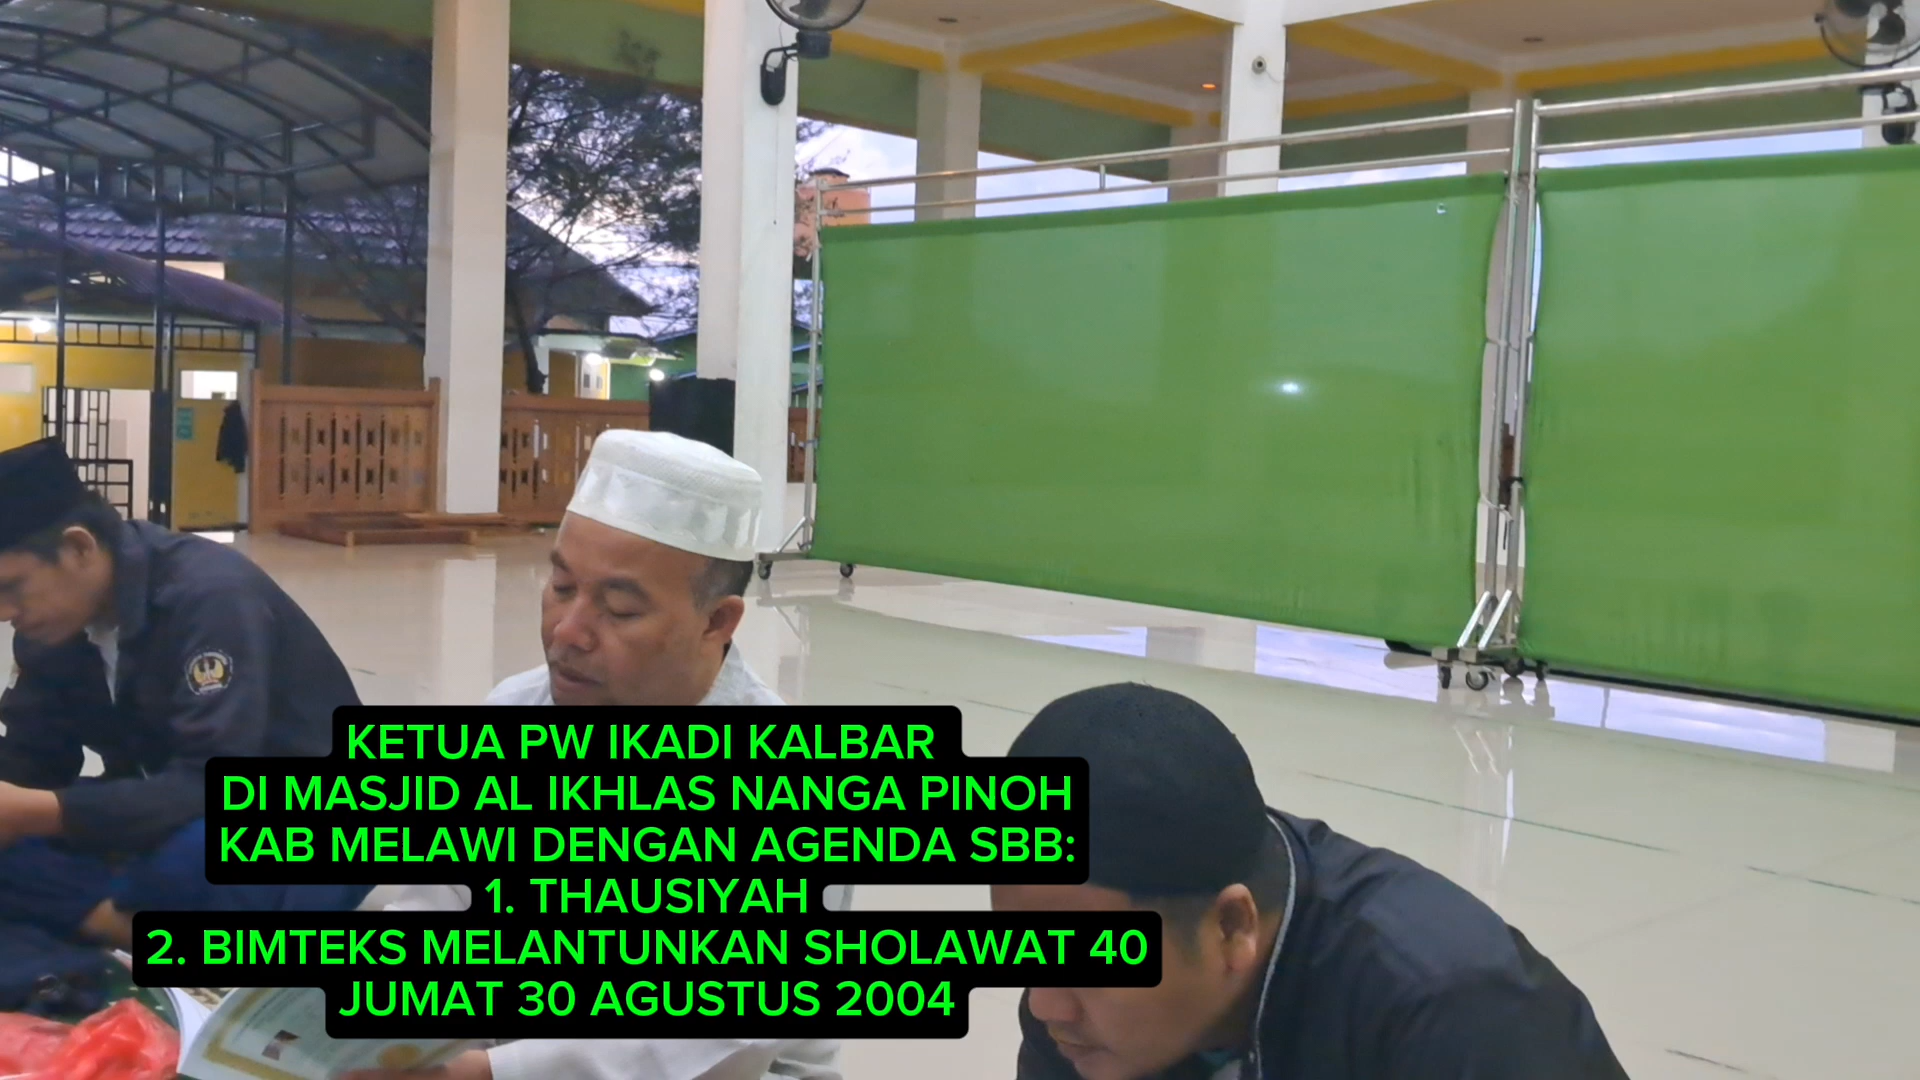 KETUA PW IKADI KALBAR
DI MASJID AL IKHLAS NANGA PINOH
KAB MELAWI DENGAN AGENDA SBB:
1. THAUSIYAH
2. BIMTEKS MELANTUNKAN SHOLAWAT 40
JUMAT 30 AGUSTUS 2004